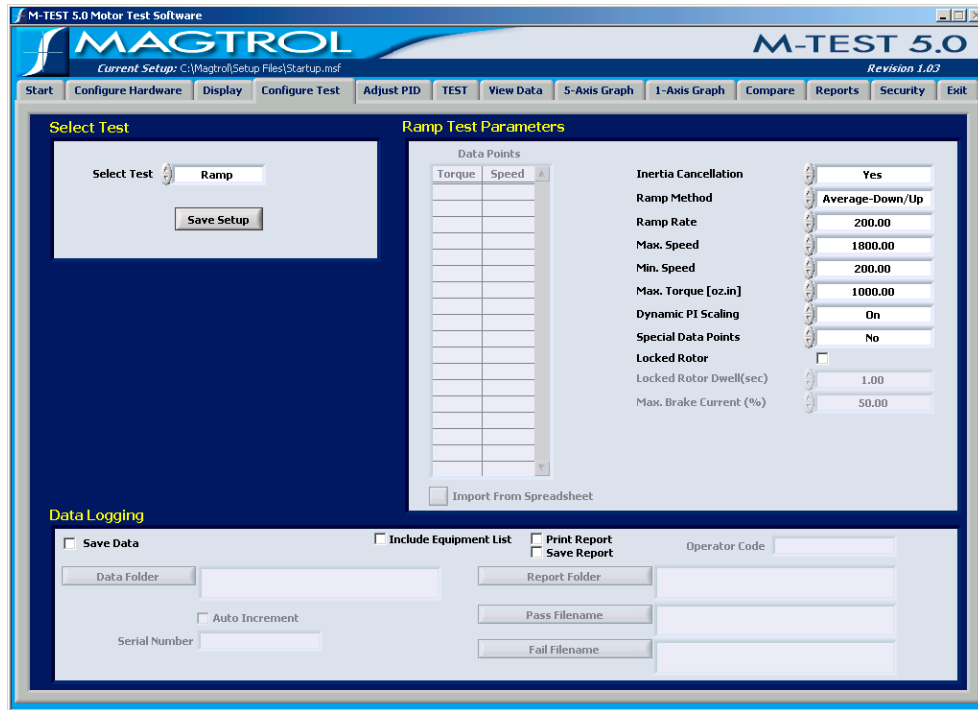 M-TEST 5.0 Motor Test Software
MAGTROL
M-TEST 5.0
Current Setup: C:\Magtrol\Setup Files\Startup.msf
Revision 1.03
Start Configure Hardware Display Configure Test Adjust PID TEST View Data 5-Axis Graph 1-Axis Graph Compare Reports Security Exit
Select Test
Select Test Ramp
Save Setup
Ramp Test Parameters
Data Points
Torque Speed
Import From Spreadsheet
Inertia Cancellation Yes
Ramp Method Average-Down/Up
Ramp Rate 200.00
Max. Speed 1800.00
Min. Speed 200.00
Max. Torque [oz.in] 1000.00
Dynamic PI Scaling On
Special Data Points No
Locked Rotor
Locked Rotor Dwell(sec) 1.00
Max. Brake Current (%) 50.00
Data Logging
Save Data
Include Equipment List
Print Report
Save Report
Operator Code
Data Folder
Report Folder
Auto Increment
Pass Filename
Serial Number
Fail Filename